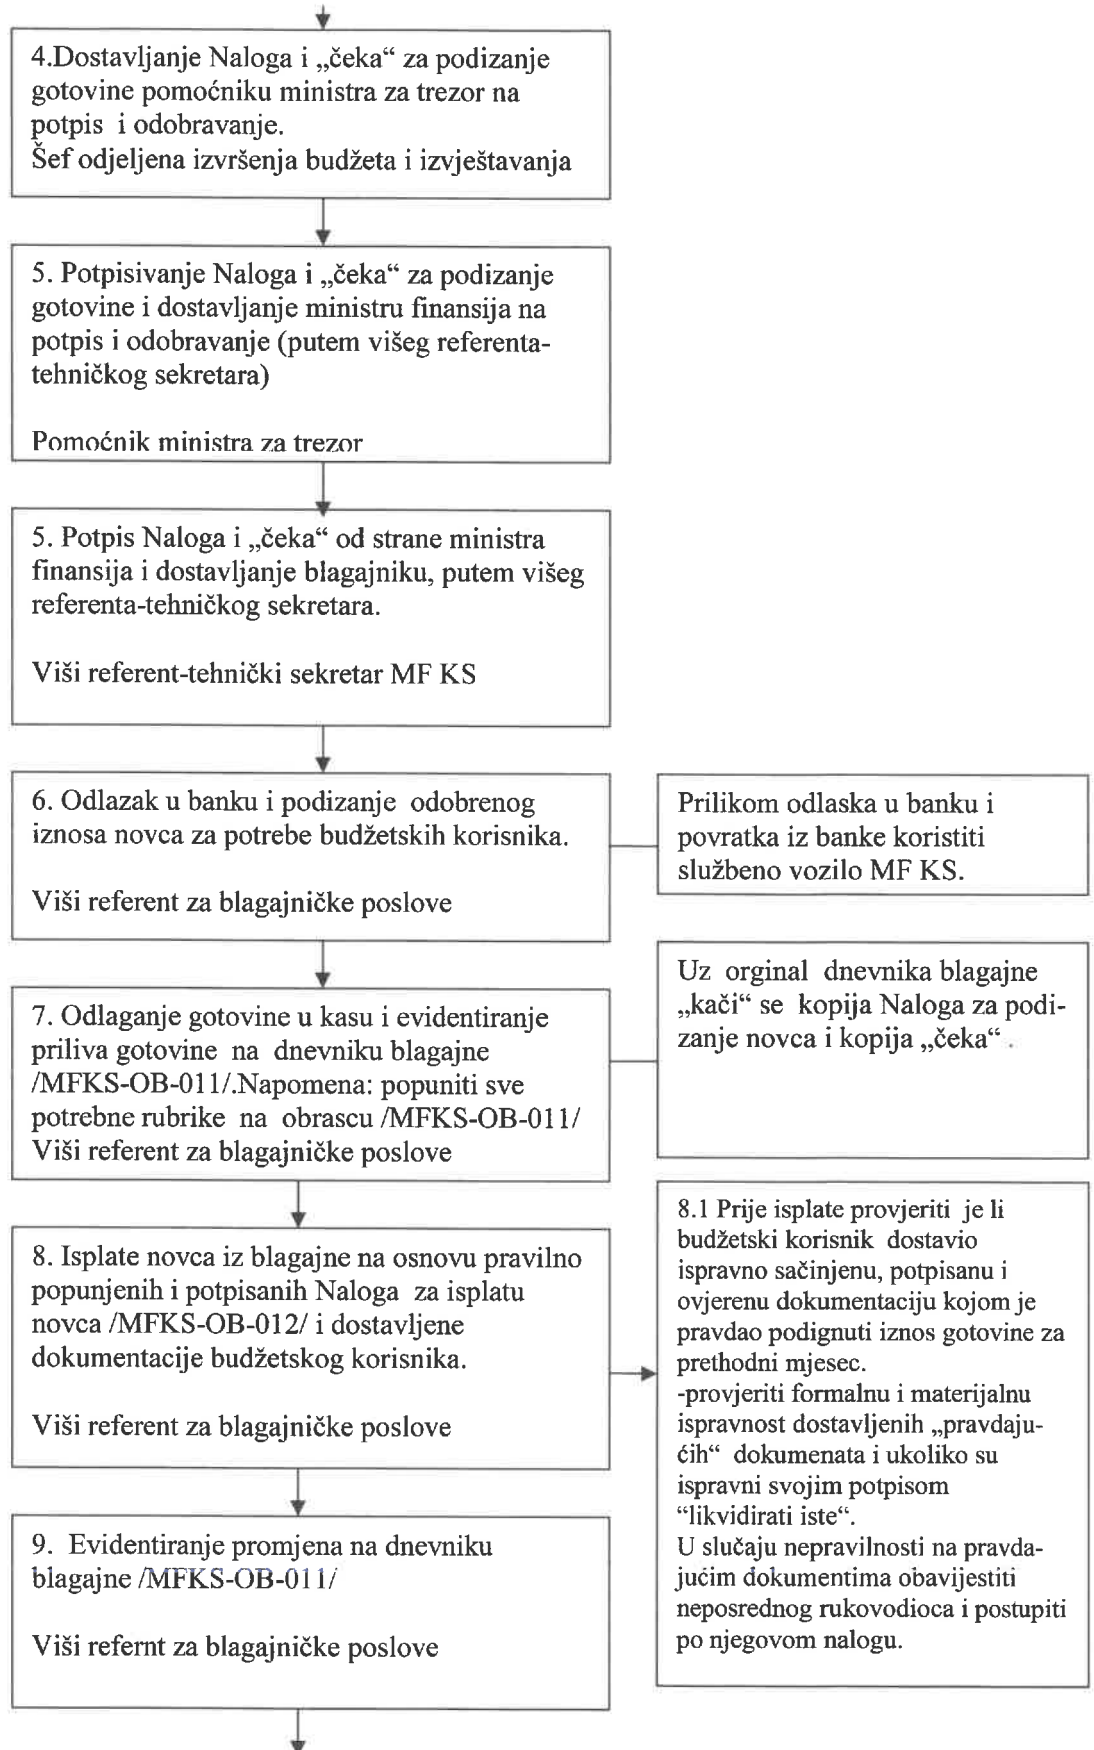 4.Dostavljanje Naloga i „čeka“ za podizanje
gotovine pomoćniku ministra za trezor na
potpis i odobravanje.
Šef odjeljena izvršenja budžeta i izvještavanja
5. Potpisivanje Naloga i „čeka“ za podizanje
gotovine i dostavljanje ministru finansija na
potpis i odobravanje (putem višeg referenta-
tehničkog sekretara)
Pomoćnik ministra za trezor
5. Potpis Naloga i „čeka“ od strane ministra
finansija i dostavljanje blagajniku, putem višeg
referenta-tehničkog sekretara.
Viši referent-tehnički sekretar MF KS
6. Odlazak u banku i podizanje odobrenog
iznosa novca za potrebe budžetskih korisnika.
Viši referent za blagajničke poslove
Prilikom odlaska u banku i
povratka iz banke koristiti
službeno vozilo MF KS.
7. Odlaganje gotovine u kasu i evidentiranje
priliva gotovine na dnevniku blagajne
/MFKS-OB-011/.Napomena: popuniti sve
potrebne rubrike na obrascu /MFKS-OB-011/
Viši referent za blagajničke poslove
Uz orginal dnevnika blagajne
„kači“ se kopija Naloga za podi-
zanje novca i kopija „čeka“ .
8. Isplate novca iz blagajne na osnovu pravilno
popunjenih i potpisanih Naloga za isplatu
novca /MFKS-OB-012/ i dostavljene
dokumentacije budžetskog korisnika.
Viši referent za blagajničke poslove
8.1 Prije isplate provjeriti je li
budžetski korisnik dostavio
ispravno sačinjenu, potpisanu i
ovjerenu dokumentaciju kojom je
pravdao podignuti iznos gotovine za
prethodni mjesec.
-provjeriti formalnu i materijalnu
ispravnost dostavljenih „pravdaju-
ćih“ dokumenata i ukoliko su
ispravni svojim potpisom
“likvidirati iste“.
U slučaju nepravilnosti na pravda-
jućim dokumentima obavijestiti
neposrednog rukovodioca i postupiti
po njegovom nalogu.
9. Evidentiranje promjena na dnevniku
blagajne /MFKS-OB-011/
Viši refernt za blagajničke poslove